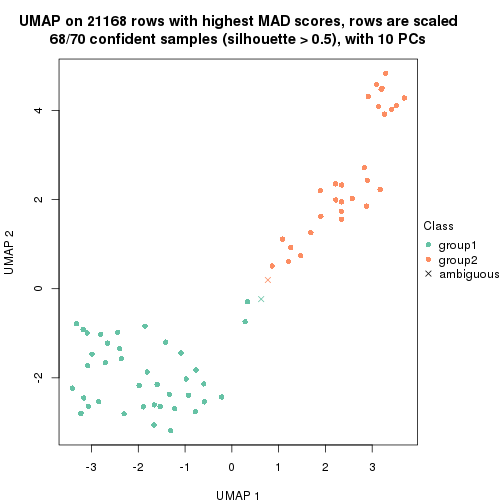 UMAP on 21168 rows with highest MAD scores, rows are scaled
68/70 confident samples (silhouette > 0.5), with 10 PCs
4
2
0
-2
UMAP 2
-3
-2
-1
0
1
2
3
UMAP 1
Class
group1
group2
ambiguous